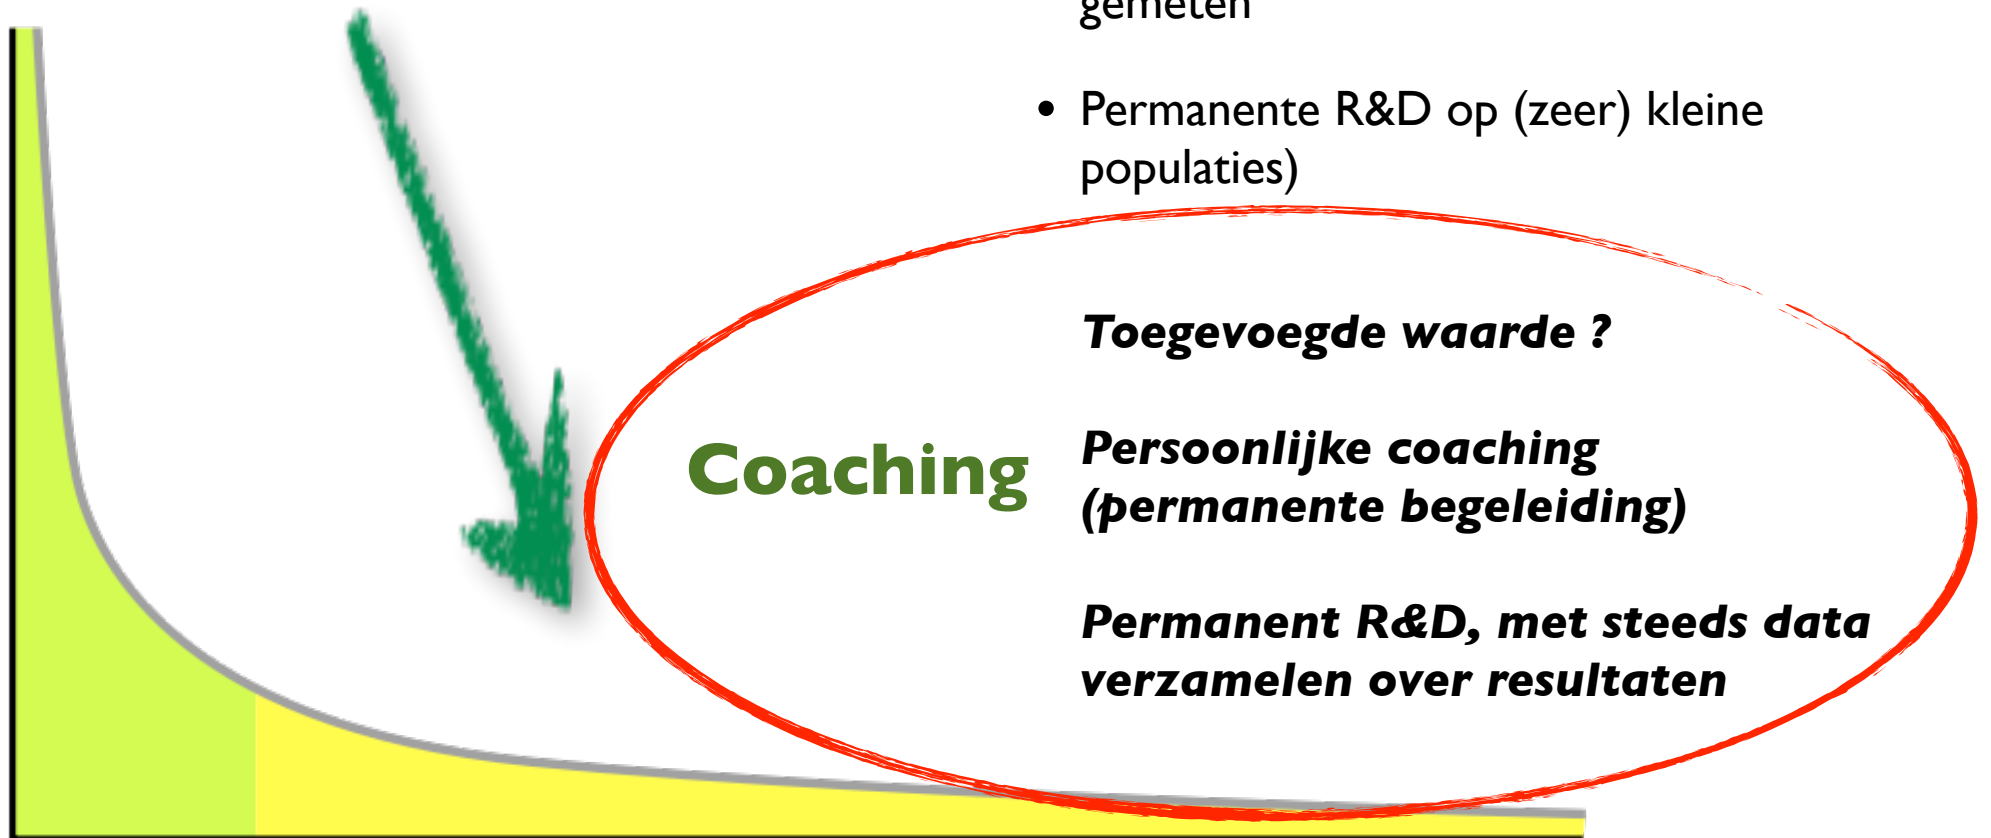 gemeten
• Permanente R&D op (zeer) kleine
populaties)
Toegevoegde waarde ?
Coaching
Persoonlijke coaching
(permanente begeleiding)
Permanent R&D, met steeds data
verzamelen over resultaten